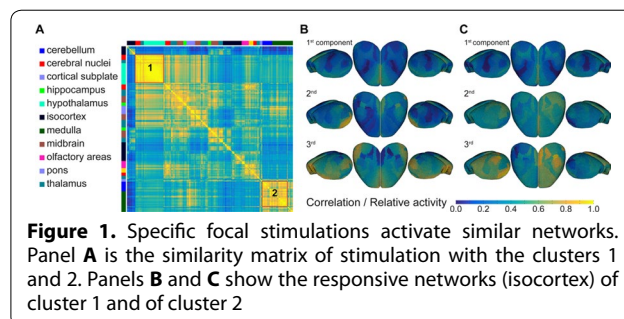 A
B
C
cerebellum
cerebral nuclei
cortical subplate
hippocampus
hypothalamus
isocortex
medulla
midbrain
olfactory areas
pons
thalamus
1
2
1st component
2nd
3rd
1st component
2nd
3rd
Correlation / Relative activity
0.0 0.2 0.4 0.6 0.8 1.0
Figure 1. Specific focal stimulations activate similar networks.
Panel A is the similarity matrix of stimulation with the clusters 1
and 2. Panels B and C show the responsive networks (isocortex) of
cluster 1 and of cluster 2